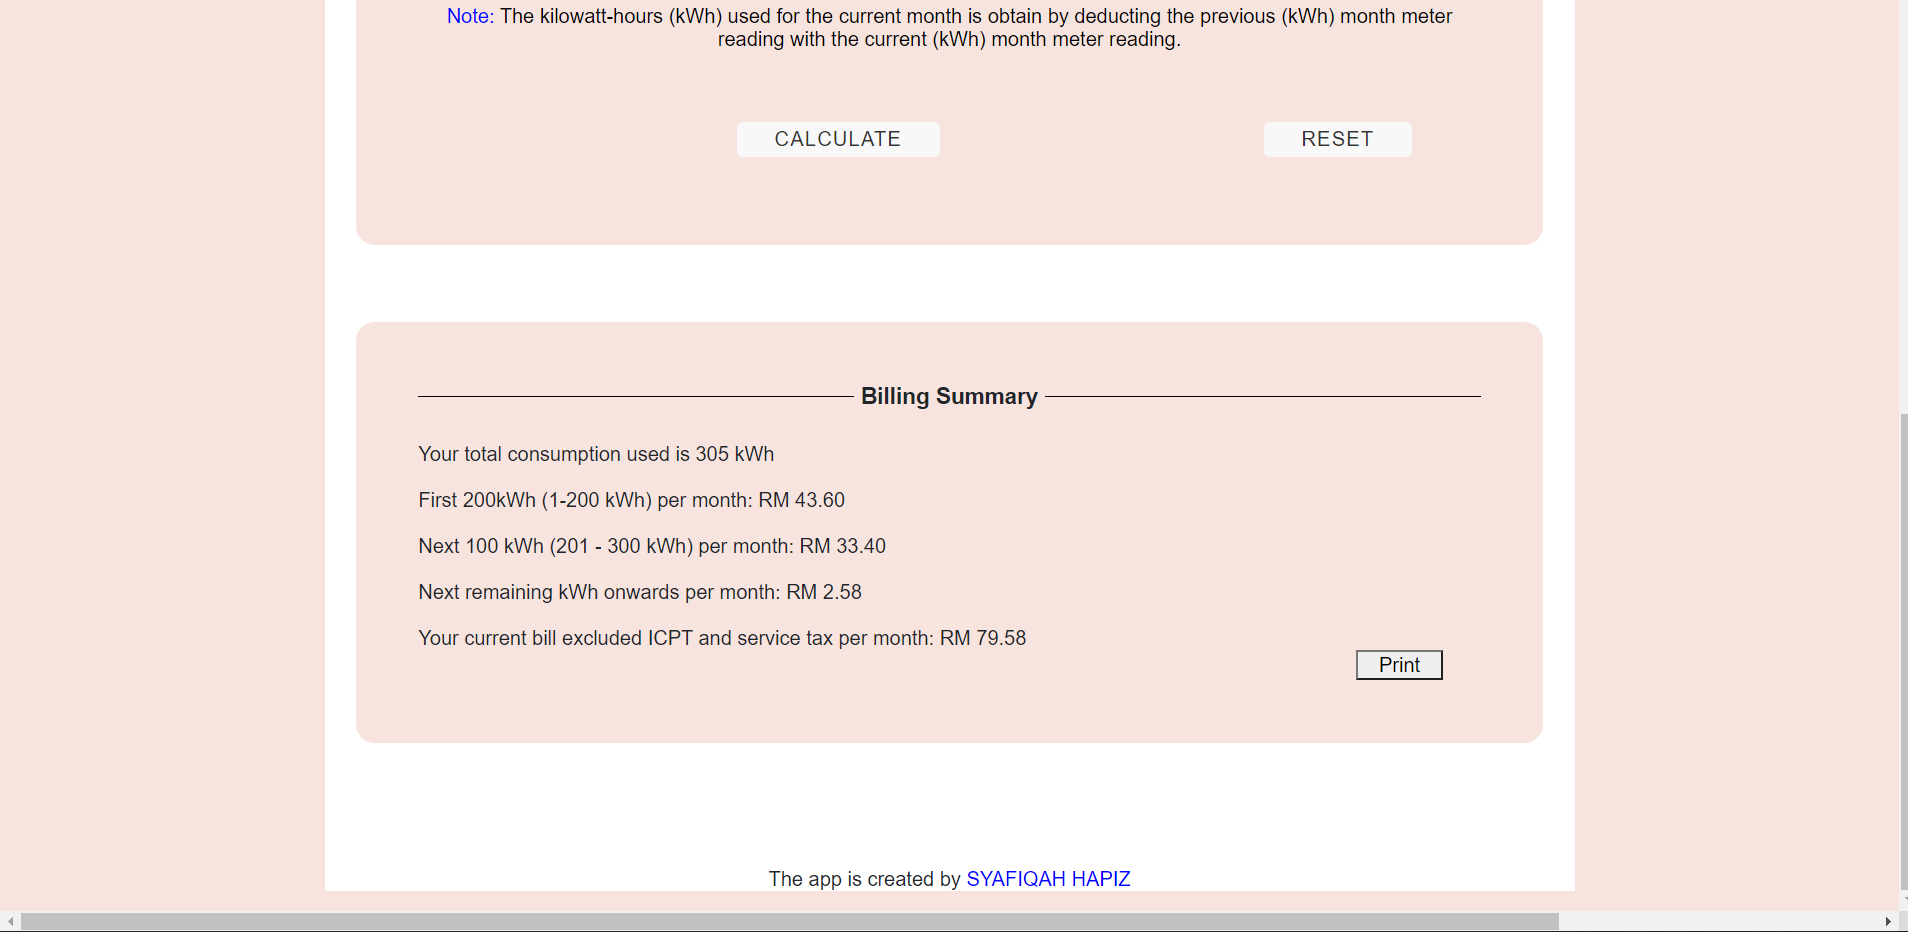 Note: The kilowatt-hours (kWh) used for the current month is obtain by deducting the previous (kWh) month meter
reading with the current (kWh) month meter reading.
CALCULATE
RESET
Billing Summary
Your total consumption used is 305 kWh
First 200kWh (1-200 kWh) per month: RM 43.60
Next 100 kWh (201 - 300 kWh) per month: RM 33.40
Next remaining kWh onwards per month: RM 2.58
Your current bill excluded ICPT and service tax per month: RM 79.58
Print
The app is created by SYAFIQAH HAPIZ